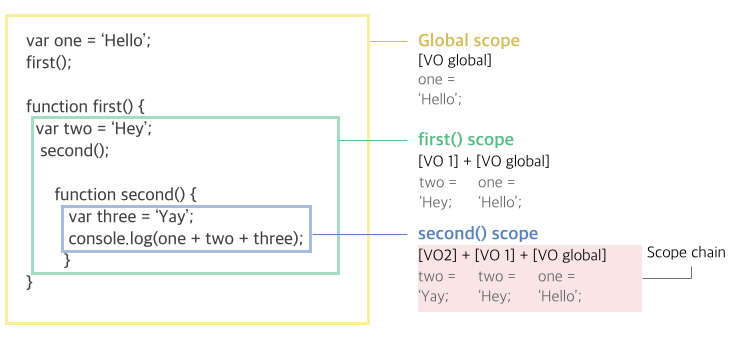 var one = ‘Hello’;
first();
function first() {
var two = ‘Hey’;
second();
function second() {
var three = ‘Yay’;
console.log(one + two + three);
}
}
Global scope
[VO global]
one =
‘Hello’;
first() scope
[VO 1] + [VO global]
two = one =
‘Hey; ‘Hello’;
second() scope
[VO2] + [VO 1] + [VO global]
two = two = one =
‘Yay; ‘Hey; ‘Hello’;
Scope chain